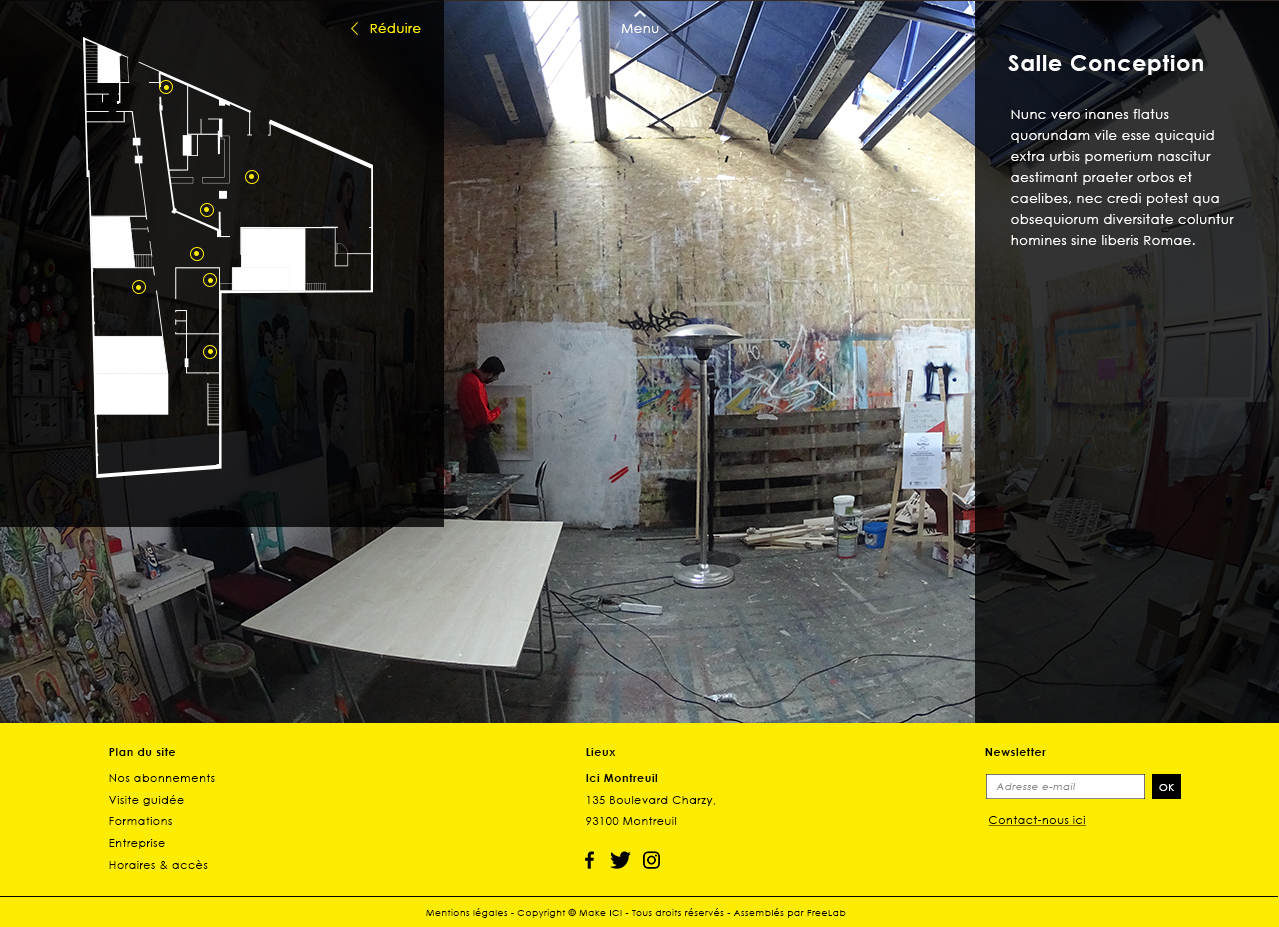 Réduire
Menu
Salle Conception
Nunc vero inanes flatus
quorundam vile esse quicquid
extra urbis pomerium nascitur
aestimant praeter orbos et
caelibes, nec credi potest qua
obsequiorum diversitate coluntur
homines sine liberis Romae.
Plan du site
Nos abonnements
Visite guidée
Formations
Entreprise
Horaires & accès
Lieux
Ici Montreuil
135 Boulevard Charzy,
93100 Montreuil
Newsletter
Adresse e-mail
OK
Contact-nous ici
Mentions légales - Copyright © Make ICI - Tous droits réservés - Assemblés par FreeLab